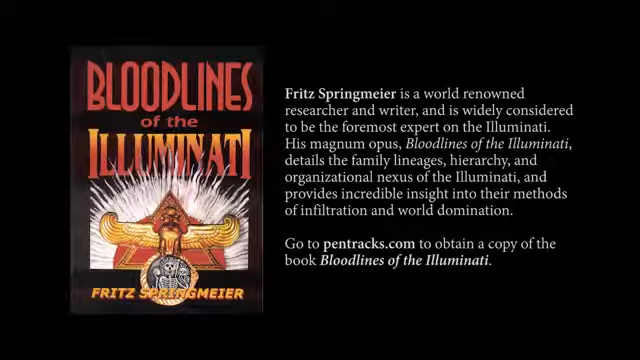 BLOODLINES
of the
ILLUMINATI
FRITZ SPRINGMEIER
Fritz Springmeier is a world renowned
researcher and writer, and is widely considered
to be the foremost expert on the Illuminati.
His magnum opus, Bloodlines of the Illuminati,
details the family lineages, hierarchy, and
organizational nexus of the Illuminati, and
provides incredible insight into their methods
of infiltration and world domination.
Go to pentracks.com to obtain a copy of the
book Bloodlines of the Illuminati.